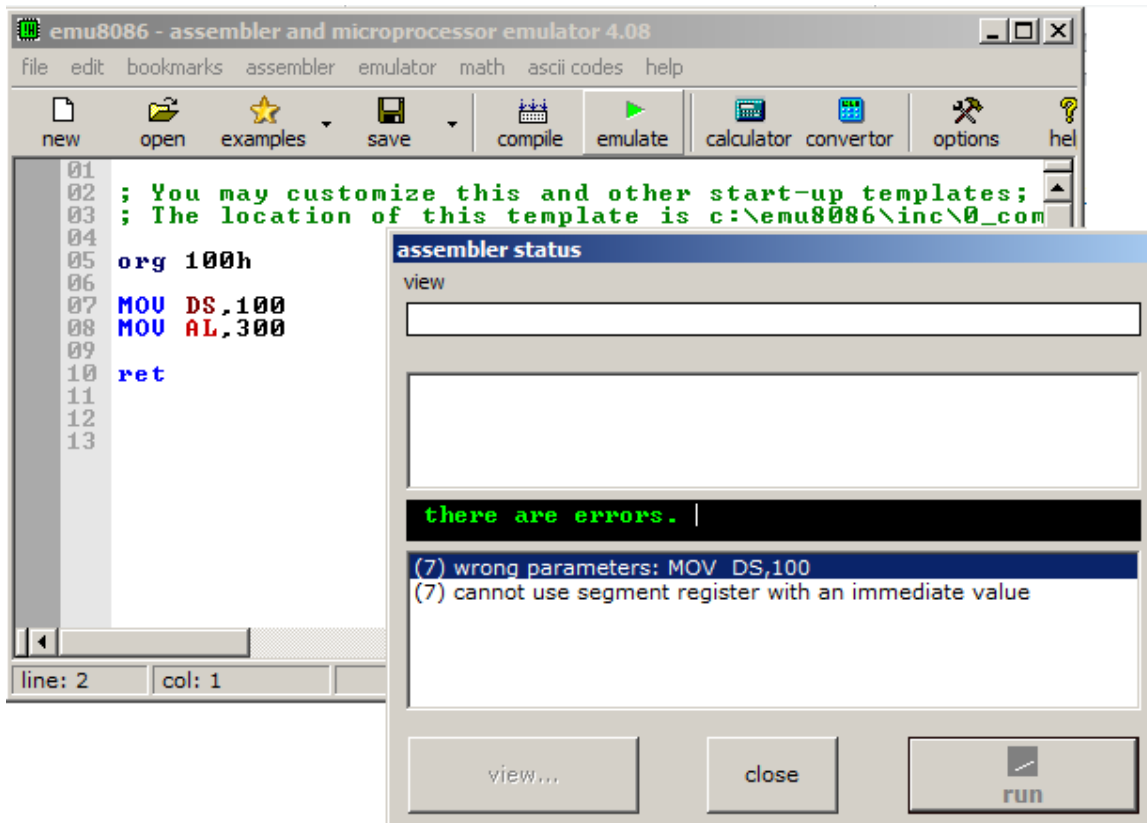 emu8086 - assembler and microprocessor emulator 4.08
file edit bookmarks assembler emulator math ascii codes help
new open examples save compile emulate calculator convertor options hel
01
02 ; You may customize this and other start-up templates;
03 ; The location of this template is c:\emu8086\inc\0_com
04
05 org 100h
06
07 MOV DS,100
08 MOV AL,300
09
10 ret
11
12
13
line: 2 col: 1
assembler status
view
there are errors.
(7) wrong parameters: MOV DS,100
(7) cannot use segment register with an immediate value
view... close run